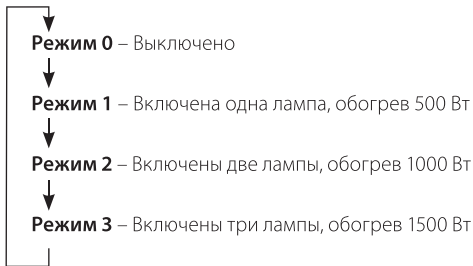 Режим 0 – Выключено
Режим 1 – Включена одна лампа, обогрев 500 Вт
Режим 2 – Включены две лампы, обогрев 1000 Вт
Режим 3 – Включены три лампы, обогрев 1500 Вт